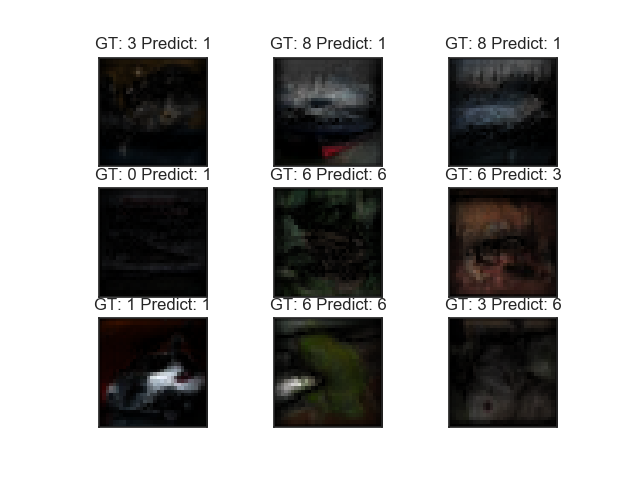 GT: 3 Predict: 1
GT: 8 Predict: 1
GT: 8 Predict: 1
GT: 0 Predict: 1
GT: 6 Predict: 6
GT: 6 Predict: 3
GT: 1 Predict: 1
GT: 6 Predict: 6
GT: 3 Predict: 6